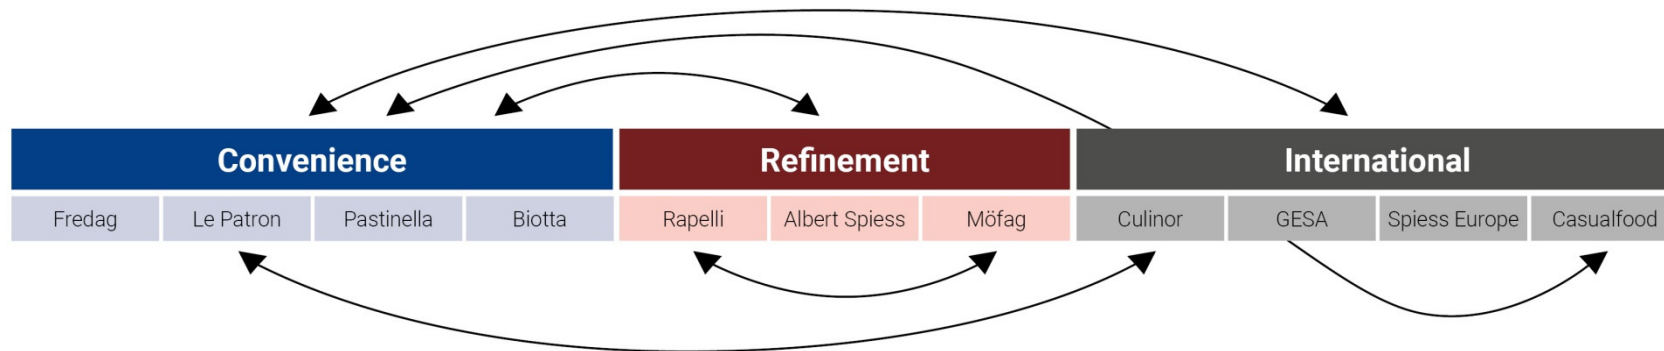 Convenience Refinement International
Fredag Le Patron Pastinella Biotta Rapelli Albert Spiess Möfag Culinor GESA Spiess Europe Casualfood